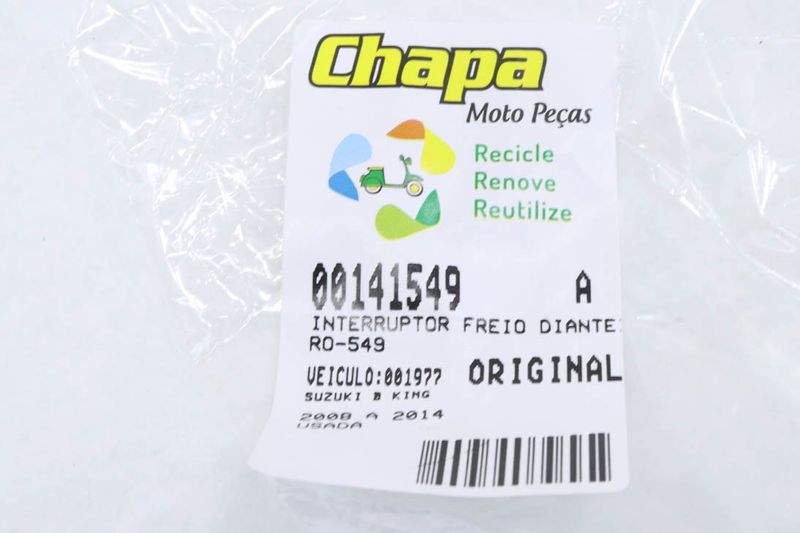 Chapa
Moto Peças
Recicle
Renove
Reutilize
00141549 A
INTERRUPTOR FREIO DIANTEI
RO-549
VEICULO:001977 ORIGINAL
SUZUKI B KING
2008 A 2014
USADA